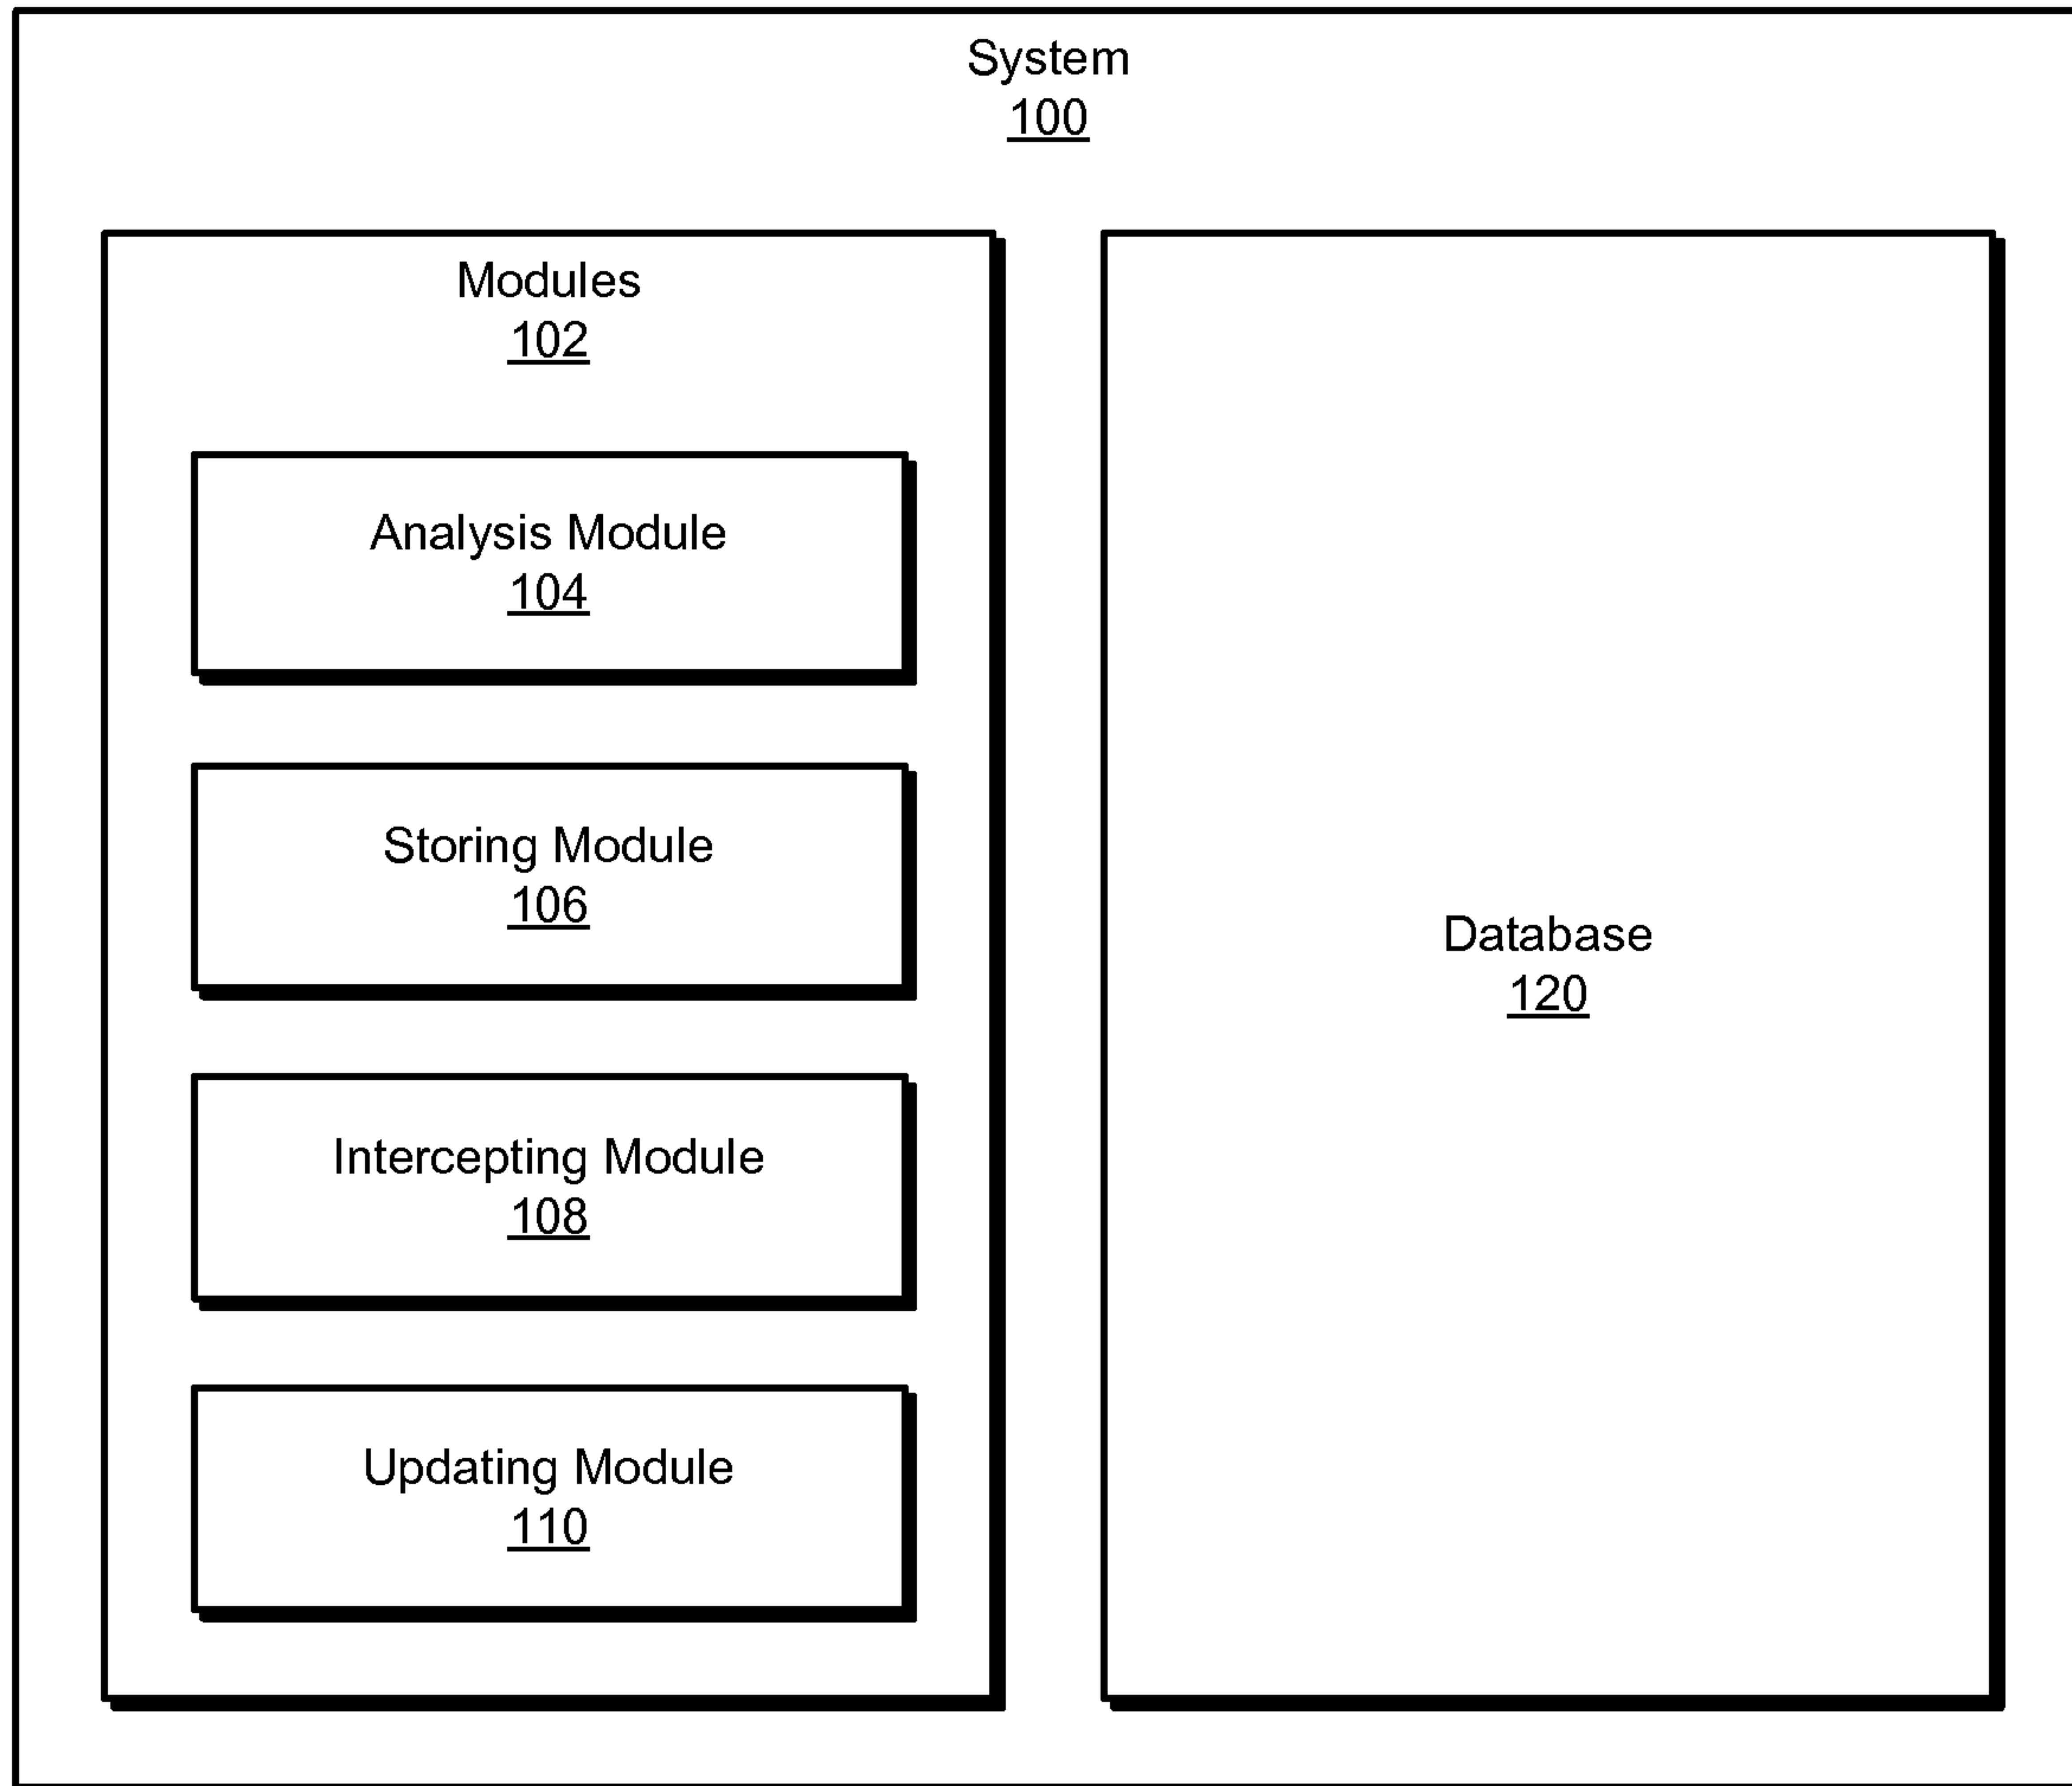 System
100
Modules
102
Analysis Module
104
Storing Module
106
Intercepting Module
108
Updating Module
110
Database
120